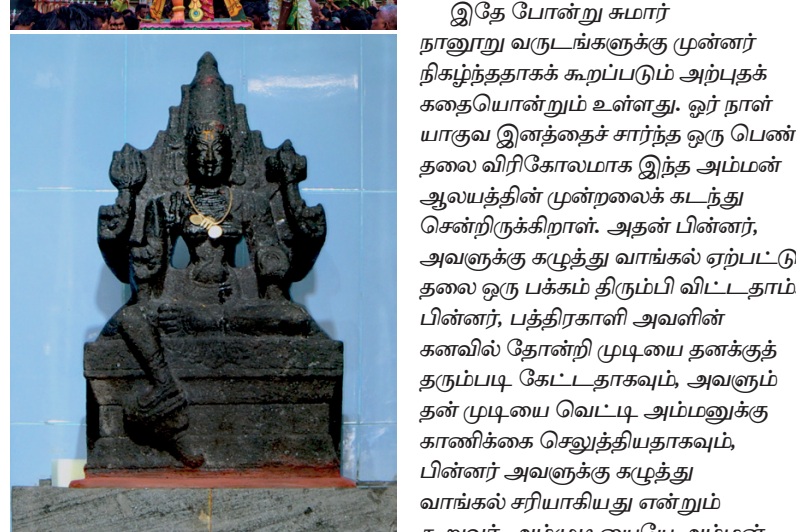 இதே போன்று சுமார்
நானூறு வருடங்களுக்கு முன்னர்
நிகழ்ந்ததாகக் கூறப்படும் அற்புதக்
கதையொன்றும் உள்ளது. ஓர் நாள்
யாகுவ இனத்தைச் சார்ந்த ஒரு பெண்
தலை விரிகோலமாக இந்த அம்மன்
ஆலயத்தின் முன்றலைக் கடந்து
சென்றிருக்கிறாள். அதன் பின்னர்,
அவளுக்கு கழுத்து வாங்கல் ஏற்பட்டு
தலை ஒரு பக்கம் திரும்பி விட்டதாம்.
பின்னர், பத்திரகாளி அவளின்
கனவில் தோன்றி முடியை தனக்குத்
தரும்படி கேட்டதாகவும், அவளும்
தன் முடியை வெட்டி அம்மனுக்கு
காணிக்கை செலுத்தியதாகவும்,
பின்னர் அவளுக்கு கழுத்து
வாங்கல் சரியாகியது என்றும்